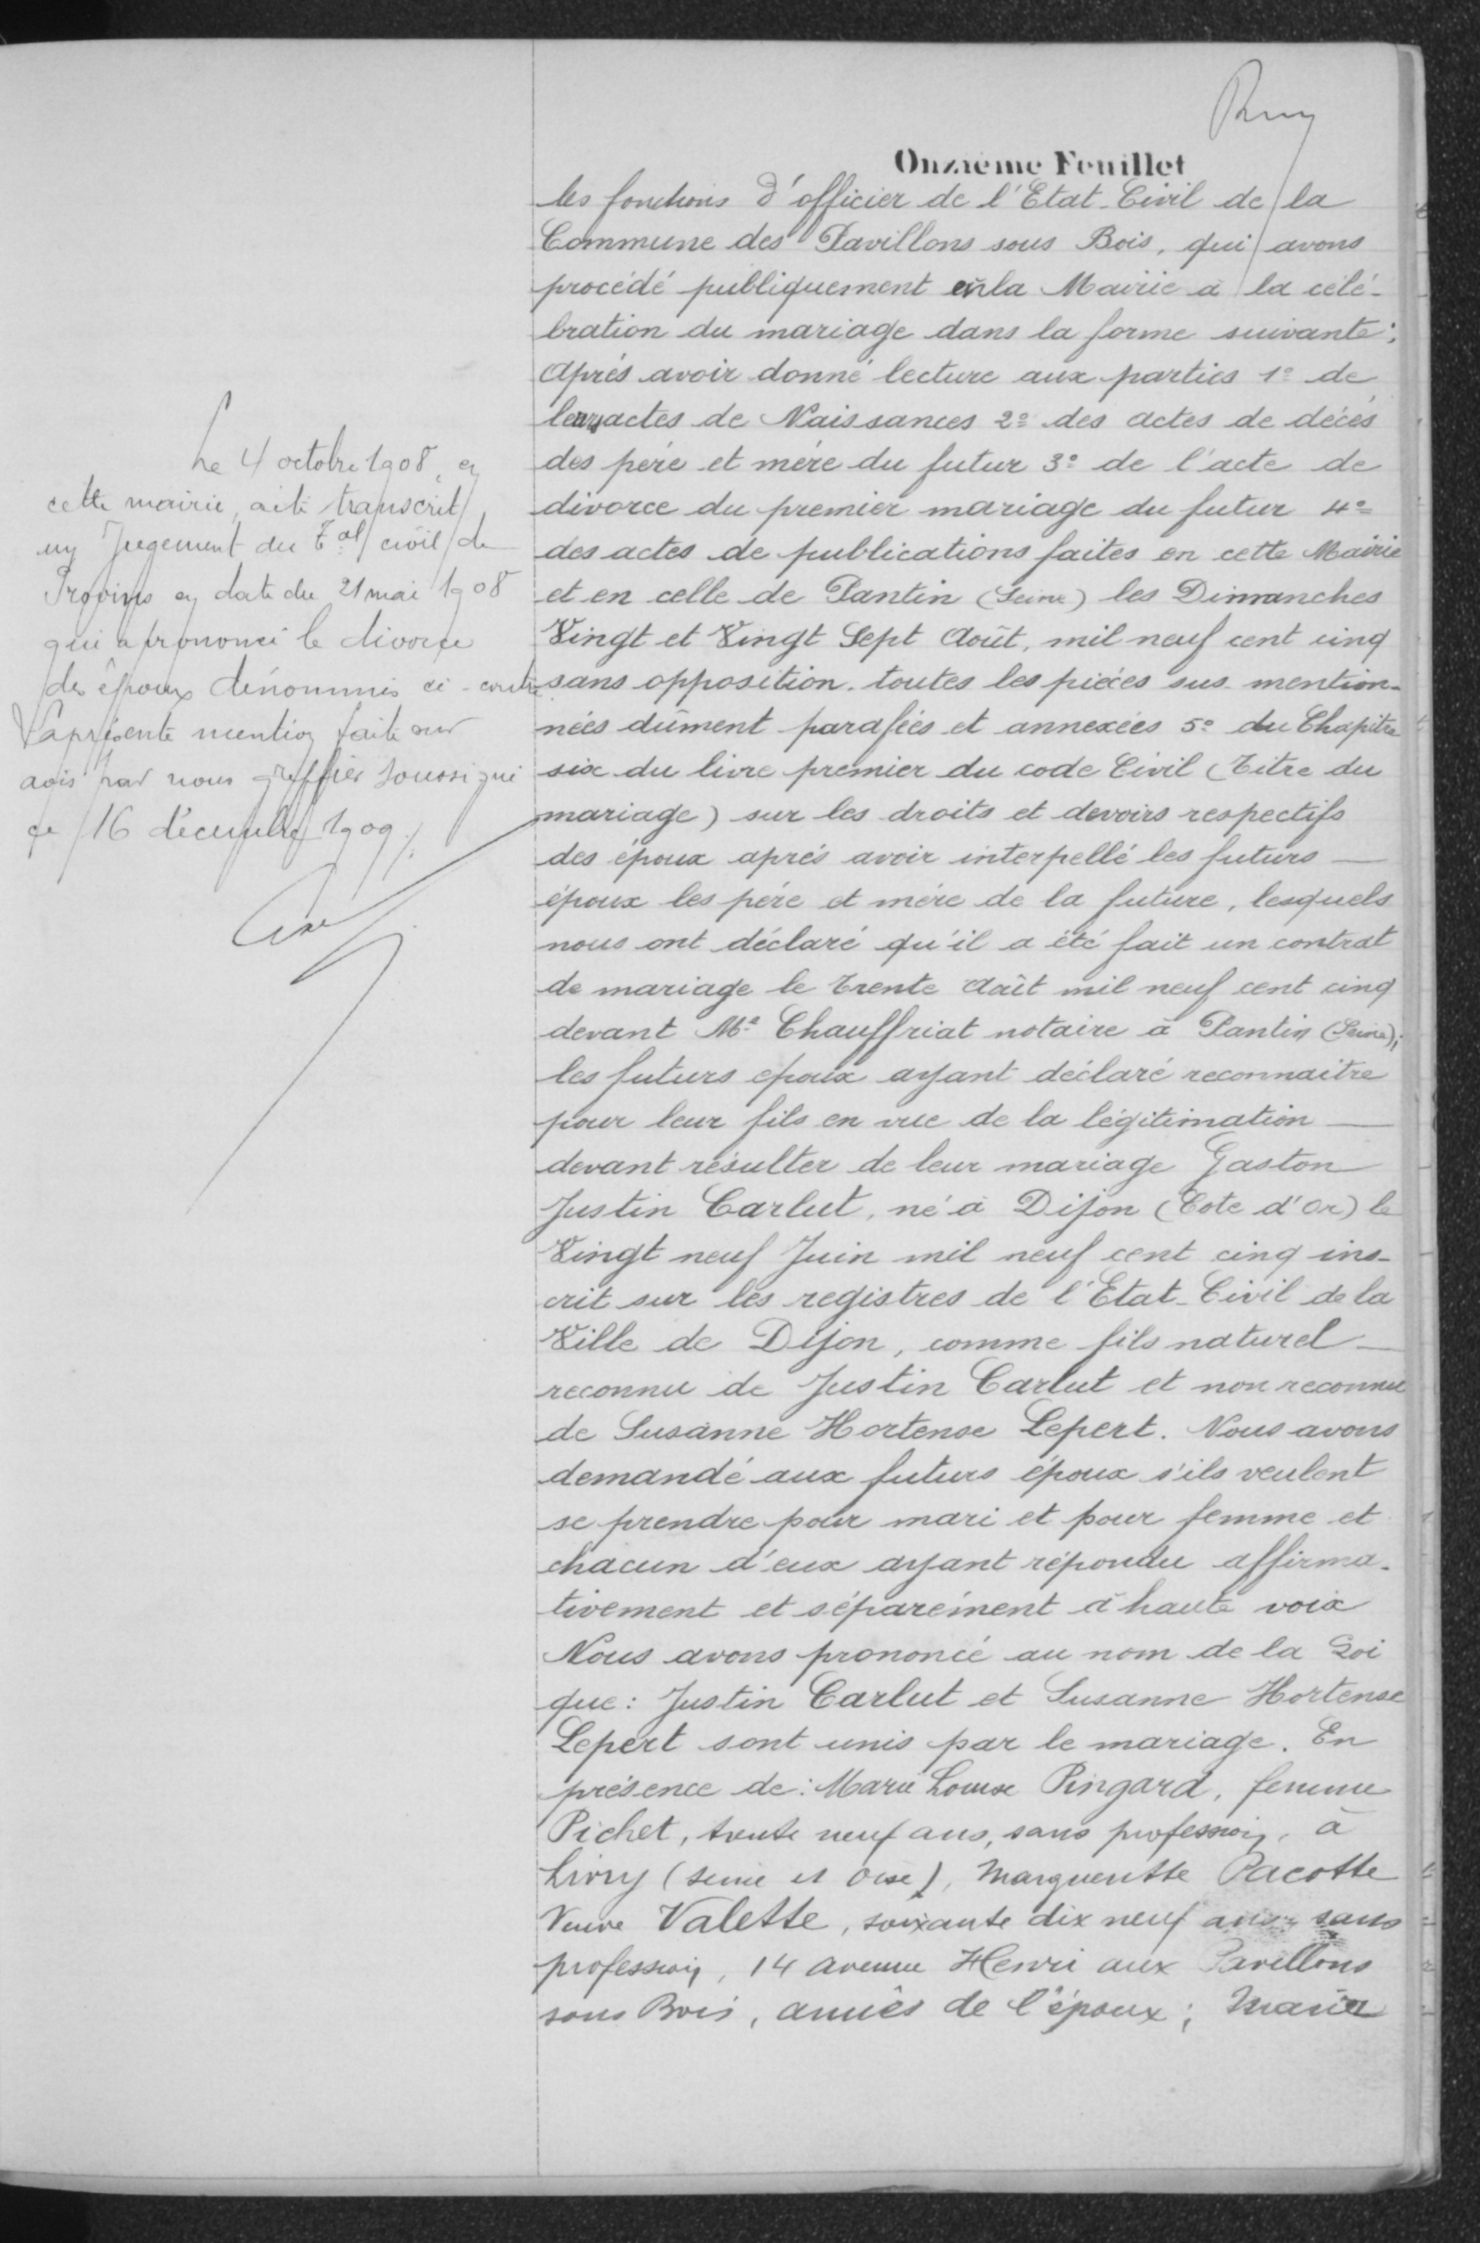 Onzième Feuillet
les fonctions d'officier de l'Etat-Civil de la
Commune des Pavillons sous Bois, qui avons
procédé publiquement en la Mairie à la célé-
bration du mariage dans la forme suivante:
Après avoir donné lecture aux parties 1º de
leurs actes de Naissances 2º des actes de décès
des père et mère du futur 3º de l'acte de
divorce du premier mariage du futur 4º
des actes de publications faites en cette Mairie
et en celle de Pantin (Seine) les Dimanches
Vingt et Vingt Sept Août, mil neuf cent cinq
sans opposition. toutes les pièces sus-mention-
nées dûment parafées et annexées 5º du Chapitre
six du livre premier du code Civil (Titre du
mariage) sur les droits et devoirs respectifs
des époux après avoir interpellé les futurs
époux les père et mère de la future, lesquels
nous ont déclaré qu'il a été fait un contrat
de mariage le trente Août mil neuf cent cinq
devant Me Chauffriat notaire à Pantin (Seine);
les futurs époux ayant déclaré reconnaitre
pour leur fils en vue de la légitimation
devant résulter de leur mariage Gaston
Justin Carlut, né à Dijon (Cote d'Or) le
Vingt neuf Juin mil neuf cent cinq ins-
crit sur les registres de l'Etat-Civil de la
Ville de Dijon, comme fils naturel
reconnu de Justin Carlut et non reconnu
de Susanne Hortense Lepert. Nous avons
demandé aux futurs époux s'ils veulent
se prendre pour mari et pour femme et
chacun d'eux ayant répondu affirma-
tivement et séparément à haute voix
Nous avons prononcé au nom de la Loi
que: Justin Carlut et Susanne Hortense
Lepert sont unis par le mariage. En
présence de: Marie Louise Pingard, femme
Pichet, trente neuf ans, sans profession, à
Livry (Seine et Oise), Marguerite Pacotte
Veuve Valette, soixante dix neuf ans, sans
profession, 14 avenue Henri aux Pavillons
sous Bois, amies de l'époux; Marie
Le 4 octobre 1908, en
cette mairie, a été transcrit
un Jugement du Tal civil de
Provins en date du 21 mai 1908
qui a prononcé le divorce
des époux dénommés ci-contre
La présente mention faite sur
avis par nous greffier soussigné
ce 16 décembre 1909